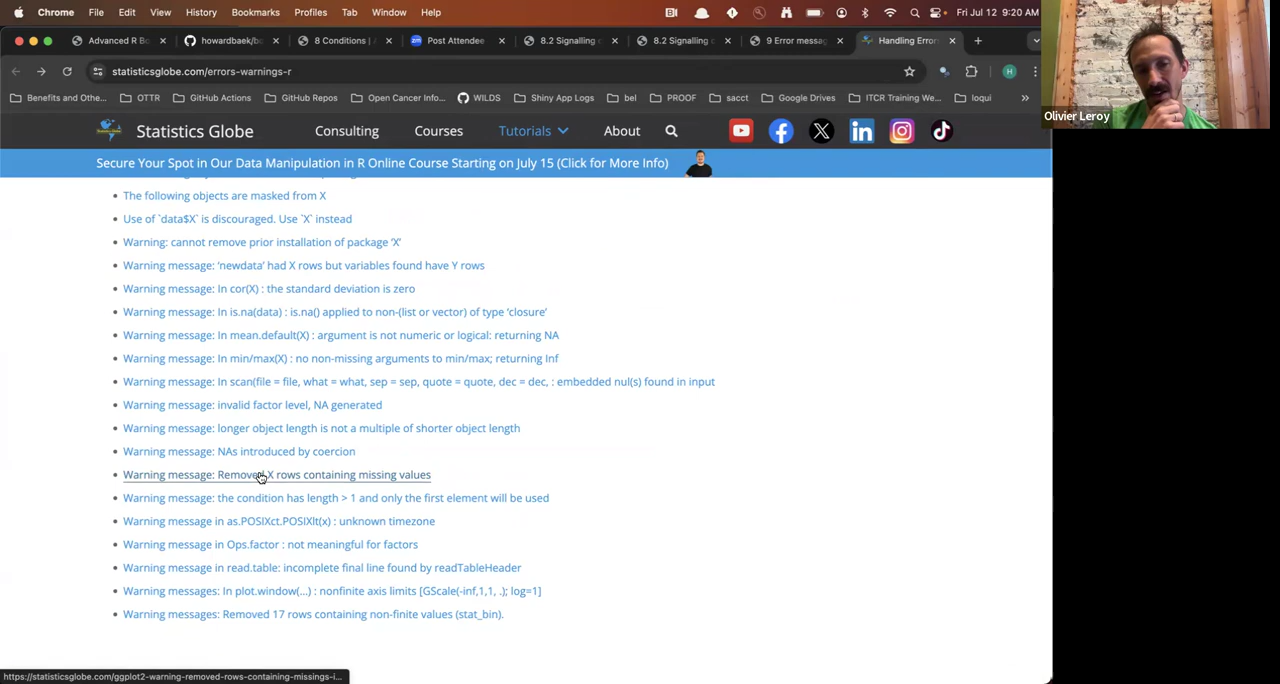 Chrome File Edit View History Bookmarks Profiles Tab Window Help Fri Jul 12 9:20 AM
Advanced R Bo howardbaek/bo 8 Conditions | A Post Attendee 8.2 Signalling 8.2 Signalling c 9 Error messag Handling Error
statisticsglobe.com/errors-warnings-r H
Benefits and Othe... OTTR GitHub Actions GitHub Repos Open Cancer Info... WILDS Shiny App Logs bel PROOF sacct Google Drives ITCR Training We... loqui
Olivier Leroy
Statistics Globe Consulting Courses Tutorials About
Secure Your Spot in Our Data Manipulation in R Online Course Starting on July 15 (Click for More Info)
The following objects are masked from X
Use of `data$X` is discouraged. Use `X` instead
Warning: cannot remove prior installation of package ‘X’
Warning message: ‘newdata’ had X rows but variables found have Y rows
Warning message: In cor(X) : the standard deviation is zero
Warning message: In is.na(data) : is.na() applied to non-(list or vector) of type ‘closure’
Warning message: In mean.default(X) : argument is not numeric or logical: returning NA
Warning message: In min/max(X) : no non-missing arguments to min/max; returning Inf
Warning message: In scan(file = file, what = what, sep = sep, quote = quote, dec = dec, : embedded nul(s) found in input
Warning message: invalid factor level, NA generated
Warning message: longer object length is not a multiple of shorter object length
Warning message: NAs introduced by coercion
Warning message: Removed X rows containing missing values
Warning message: the condition has length > 1 and only the first element will be used
Warning message in as.POSIXct.POSIXlt(x) : unknown timezone
Warning message in Ops.factor : not meaningful for factors
Warning message in read.table: incomplete final line found by readTableHeader
Warning messages: In plot.window(...) : nonfinite axis limits [GScale(-inf,1,1, .); log=1]
Warning messages: Removed 17 rows containing non-finite values (stat_bin).
https://statisticsglobe.com/ggplot2-warning-removed-rows-containing-missings-i...